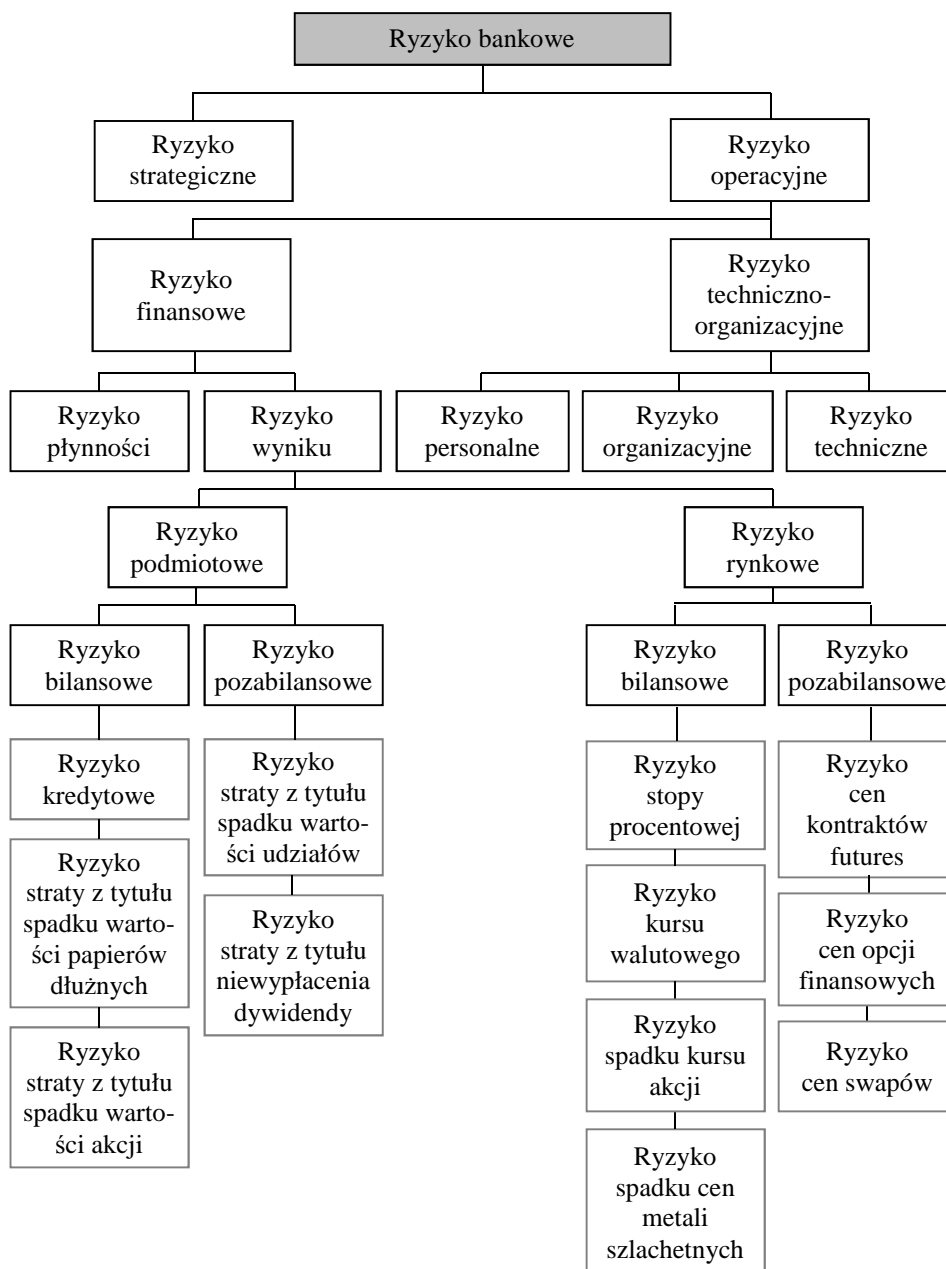 Ryzyko bankowe
Ryzyko
strategiczne
Ryzyko
operacyjne
Ryzyko
finansowe
Ryzyko
techniczno-
organizacyjne
Ryzyko
płynności
Ryzyko
wyniku
Ryzyko
personalne
Ryzyko
organizacyjne
Ryzyko
techniczne
Ryzyko
podmiotowe
Ryzyko
rynkowe
Ryzyko
bilansowe
Ryzyko
pozabilansowe
Ryzyko
bilansowe
Ryzyko
pozabilansowe
Ryzyko
kredytowe
Ryzyko
straty z tytułu
spadku warto-
ści papierów
dłużnych
Ryzyko
straty z tytułu
spadku warto-
ści akcji
Ryzyko
straty z tytułu
spadku warto-
ści udziałów
Ryzyko
straty z tytułu
niewypłacenia
dywidendy
Ryzyko
stopy
procentowej
Ryzyko
kursu
walutowego
Ryzyko
spadku kursu
akcji
Ryzyko
spadku cen
metali
szlachetnych
Ryzyko
cen
kontraktów
futures
Ryzyko
cen opcji
finansowych
Ryzyko
cen swapów